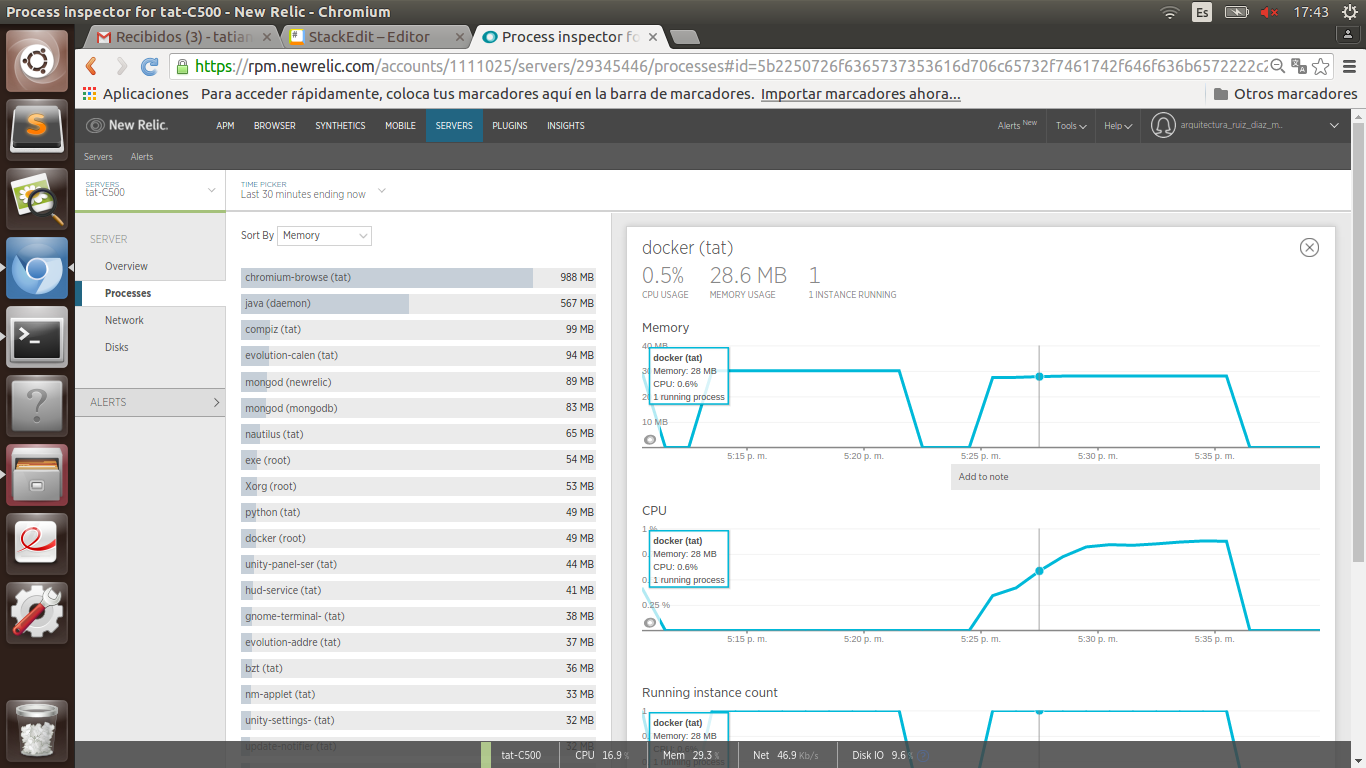 Process inspector for tat-C500 - New Relic - Chromium
Es
17:43
Recibidos (3) - tatian
StackEdit – Editor
Process inspector fo
https://rpm.newrelic.com/accounts/1111025/servers/29345446/processes#id=5b2250726f6365737353616d706c65732f7461742f646f636b6572222c2
Aplicaciones
Para acceder rápidamente, coloca tus marcadores aquí en la barra de marcadores. Importar marcadores ahora...
Otros marcadores
New Relic.
APM
BROWSER
SYNTHETICS
MOBILE
SERVERS
PLUGINS
INSIGHTS
Alerts New
Tools
Help
arquitectura_ruiz_diaz_m..
Servers
Alerts
SERVERS
tat-C500
TIME PICKER
Last 30 minutes ending now
SERVER
Overview
Processes
Network
Disks
ALERTS
Sort By Memory
chromium-browse (tat) 988 MB
java (daemon) 567 MB
compiz (tat) 99 MB
evolution-calen (tat) 94 MB
mongod (newrelic) 89 MB
mongod (mongodb) 83 MB
nautilus (tat) 65 MB
exe (root) 54 MB
Xorg (root) 53 MB
python (tat) 49 MB
docker (root) 49 MB
unity-panel-ser (tat) 44 MB
hud-service (tat) 41 MB
gnome-terminal- (tat) 38 MB
evolution-addre (tat) 37 MB
bzt (tat) 36 MB
nm-applet (tat) 33 MB
unity-settings- (tat) 32 MB
update-notifier (tat) 32 MB
docker (tat)
0.5% 28.6 MB 1
CPU USAGE MEMORY USAGE 1 INSTANCE RUNNING
Memory
40 MB
docker (tat)
Memory: 28 MB
CPU: 0.6%
1 running process
10 MB
5:15 p. m. 5:20 p. m. 5:25 p. m. 5:30 p. m. 5:35 p. m.
Add to note
CPU
1 %
docker (tat)
Memory: 28 MB
CPU: 0.6%
1 running process
0.25 %
5:15 p. m. 5:20 p. m. 5:25 p. m. 5:30 p. m. 5:35 p. m.
Running instance count
1
docker (tat)
Memory: 28 MB
CPU: 0.6%
1 running process
tat-C500
CPU 16.9 %
Mem 29.3 %
Net 46.9 Kb/s
Disk IO 9.6 %